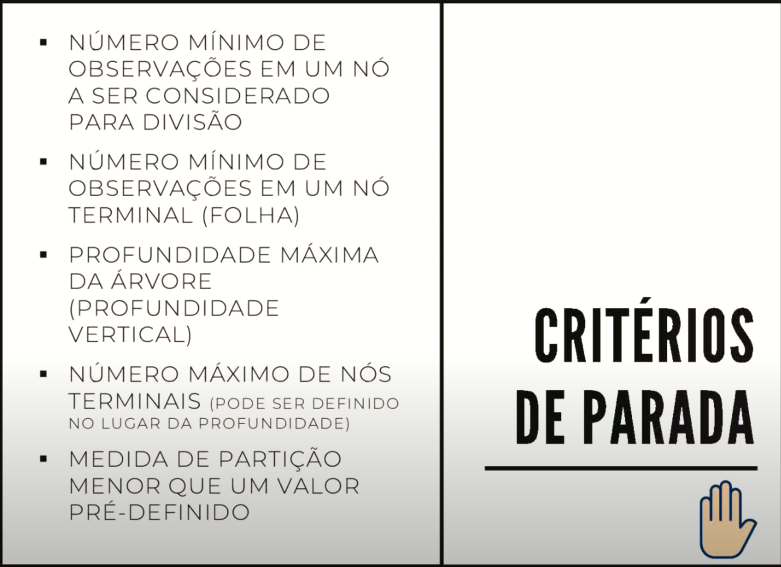 ▪ NÚMERO MÍNIMO DE
OBSERVAÇÕES EM UM NÓ
A SER CONSIDERADO
PARA DIVISÃO
▪ NÚMERO MÍNIMO DE
OBSERVAÇÕES EM UM NÓ
TERMINAL (FOLHA)
▪ PROFUNDIDADE MÁXIMA
DA ÁRVORE
(PROFUNDIDADE
VERTICAL)
▪ NÚMERO MÁXIMO DE NÓS
TERMINAIS (PODE SER DEFINIDO
NO LUGAR DA PROFUNDIDADE)
▪ MEDIDA DE PARTIÇÃO
MENOR QUE UM VALOR
PRÉ-DEFINIDO
CRITÉRIOS
DE PARADA